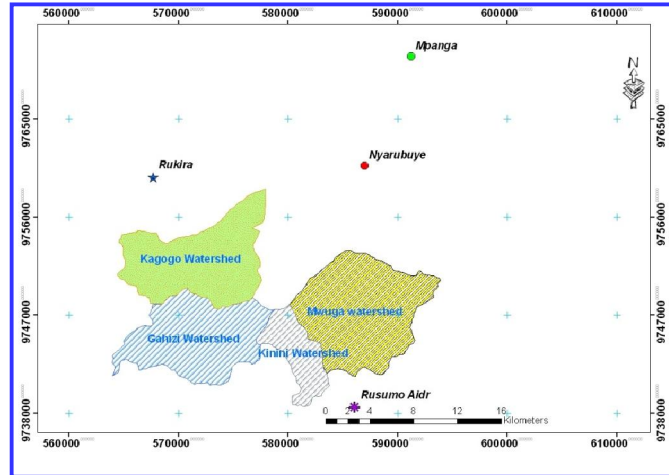 560000 570000 580000 590000 600000 610000
Mpanga
N
9765000 9765000
Nyarubuye
Rukira
9756000 9756000
Kagogo Watershed
9747000 9747000
Mwuga watershed
Gahizi Watershed
Kinini Watershed
Rusumo Aidr
0 2 4 8 12 16
Kilometers
9738000 9738000
560000 570000 580000 590000 600000 610000